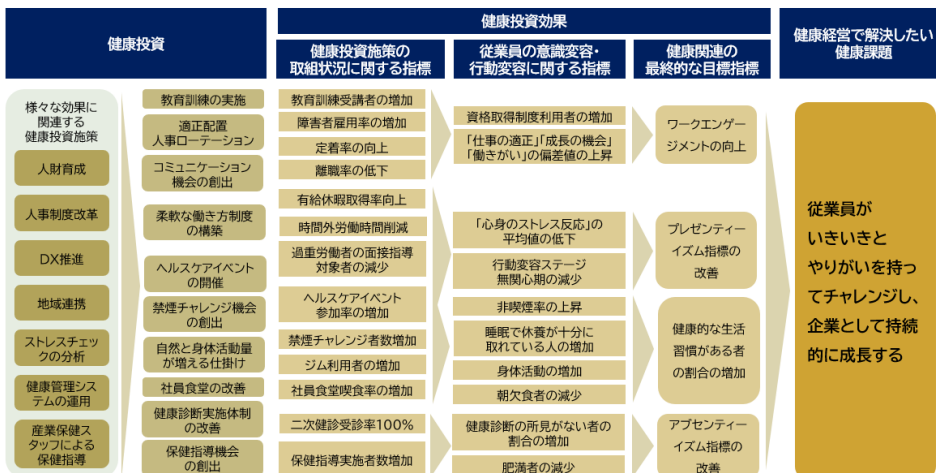 健康投資
健康投資効果
健康投資施策の
取組状況に関する指標
従業員の意識変容・
行動変容に関する指標
健康関連の
最終的な目標指標
健康経営で解決したい
健康課題
様々な効果に
関連する
健康投資施策
人財育成
人事制度改革
DX推進
地域連携
ストレスチェッ
クの分析
健康管理シス
テムの運用
産業保健ス
タッフによる
保健指導
教育訓練の実施
適正配置
人事ローテーション
コミュニケーション
機会の創出
柔軟な働き方制度
の構築
ヘルスケアイベント
の開催
禁煙チャレンジ機会
の創出
自然と身体活動量
が増える仕掛け
社員食堂の改善
健康診断実施体制
の改善
保健指導機会
の創出
教育訓練受講者の増加
障害者雇用率の増加
定着率の向上
離職率の低下
有給休暇取得率向上
時間外労働時間削減
過重労働者の面接指導
対象者の減少
ヘルスケアイベント
参加率の増加
禁煙チャレンジ者数増加
ジム利用者の増加
社員食堂喫食率の増加
二次健診受診率100%
保健指導実施者数増加
資格取得制度利用者の増加
「仕事の適正」「成長の機会」
「働きがい」の偏差値の上昇
「心身のストレス反応」の
平均値の低下
行動変容ステージ
無関心期の減少
非喫煙率の上昇
睡眠で休養が十分に
取れている人の増加
身体活動の増加
朝欠食者の減少
健康診断の所見がない者の
割合の増加
肥満者の減少
ワークエンゲー
ジメントの向上
プレゼンティー
イズム指標の
改善
健康的な生活
習慣がある者
の割合の増加
アブセンティー
イズム指標の
改善
従業員が
いきいきと
やりがいを持っ
てチャレンジし、
企業として持続
的に成長する